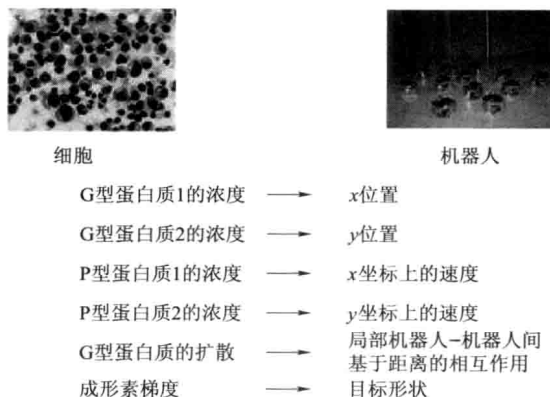 细胞 机器人
G型蛋白质1的浓度 → x位置
G型蛋白质2的浓度 → y位置
P型蛋白质1的浓度 → x坐标上的速度
P型蛋白质2的浓度 → y坐标上的速度
G型蛋白质的扩散 → 局部机器人-机器人间
基于距离的相互作用
成形素梯度 → 目标形状